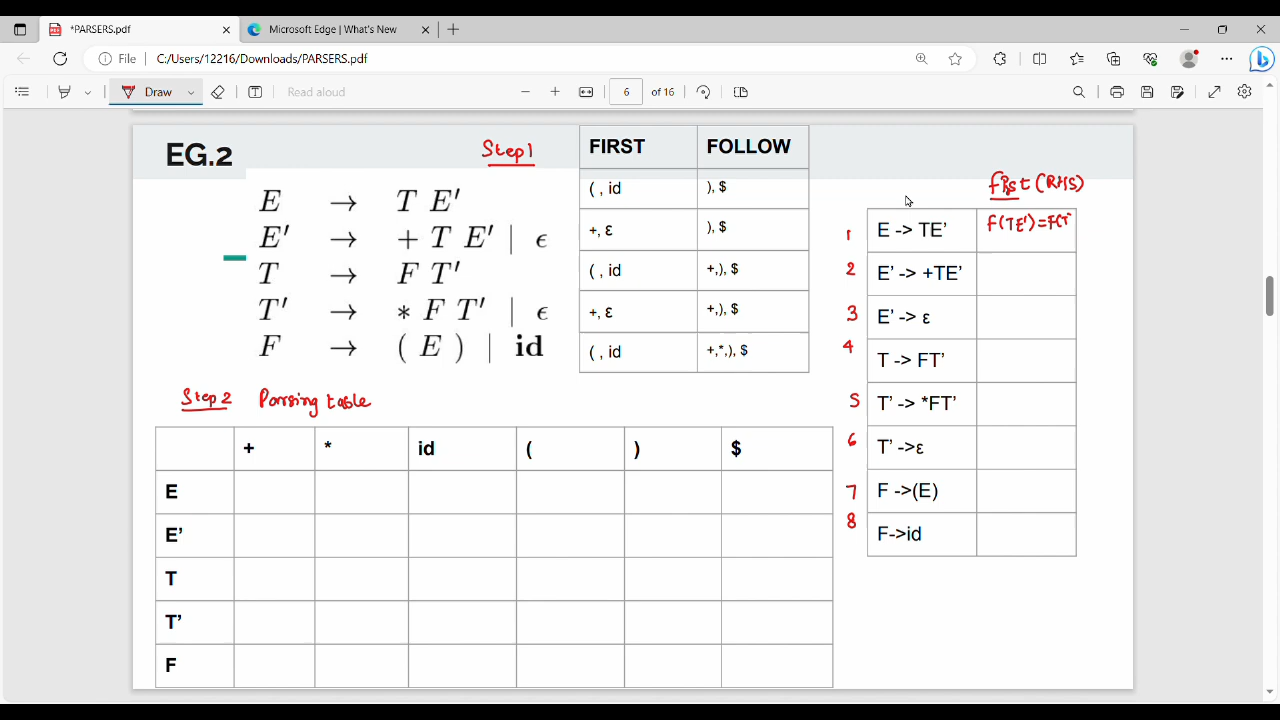 *PARSERS.pdf
Microsoft Edge | What's New
File C:/Users/12216/Downloads/PARSERS.pdf
Draw Read aloud 6 of 16
EG.2
Step1
E → T E′
E′ → + T E′ | ϵ
T → F T′
T′ → * F T′ | ϵ
F → ( E ) | id
FIRST FOLLOW
( , id ), $
+, ε ), $
( , id +,), $
+, ε +,), $
( , id +,*,), $
first (RHS)
1 E -> TE' F(TE')=F(T
2 E' -> +TE'
3 E' -> ε
4 T -> FT'
5 T' -> *FT'
6 T' ->ε
7 F ->(E)
8 F->id
Step2 Parsing table
+ * id ( ) $
E
E'
T
T'
F